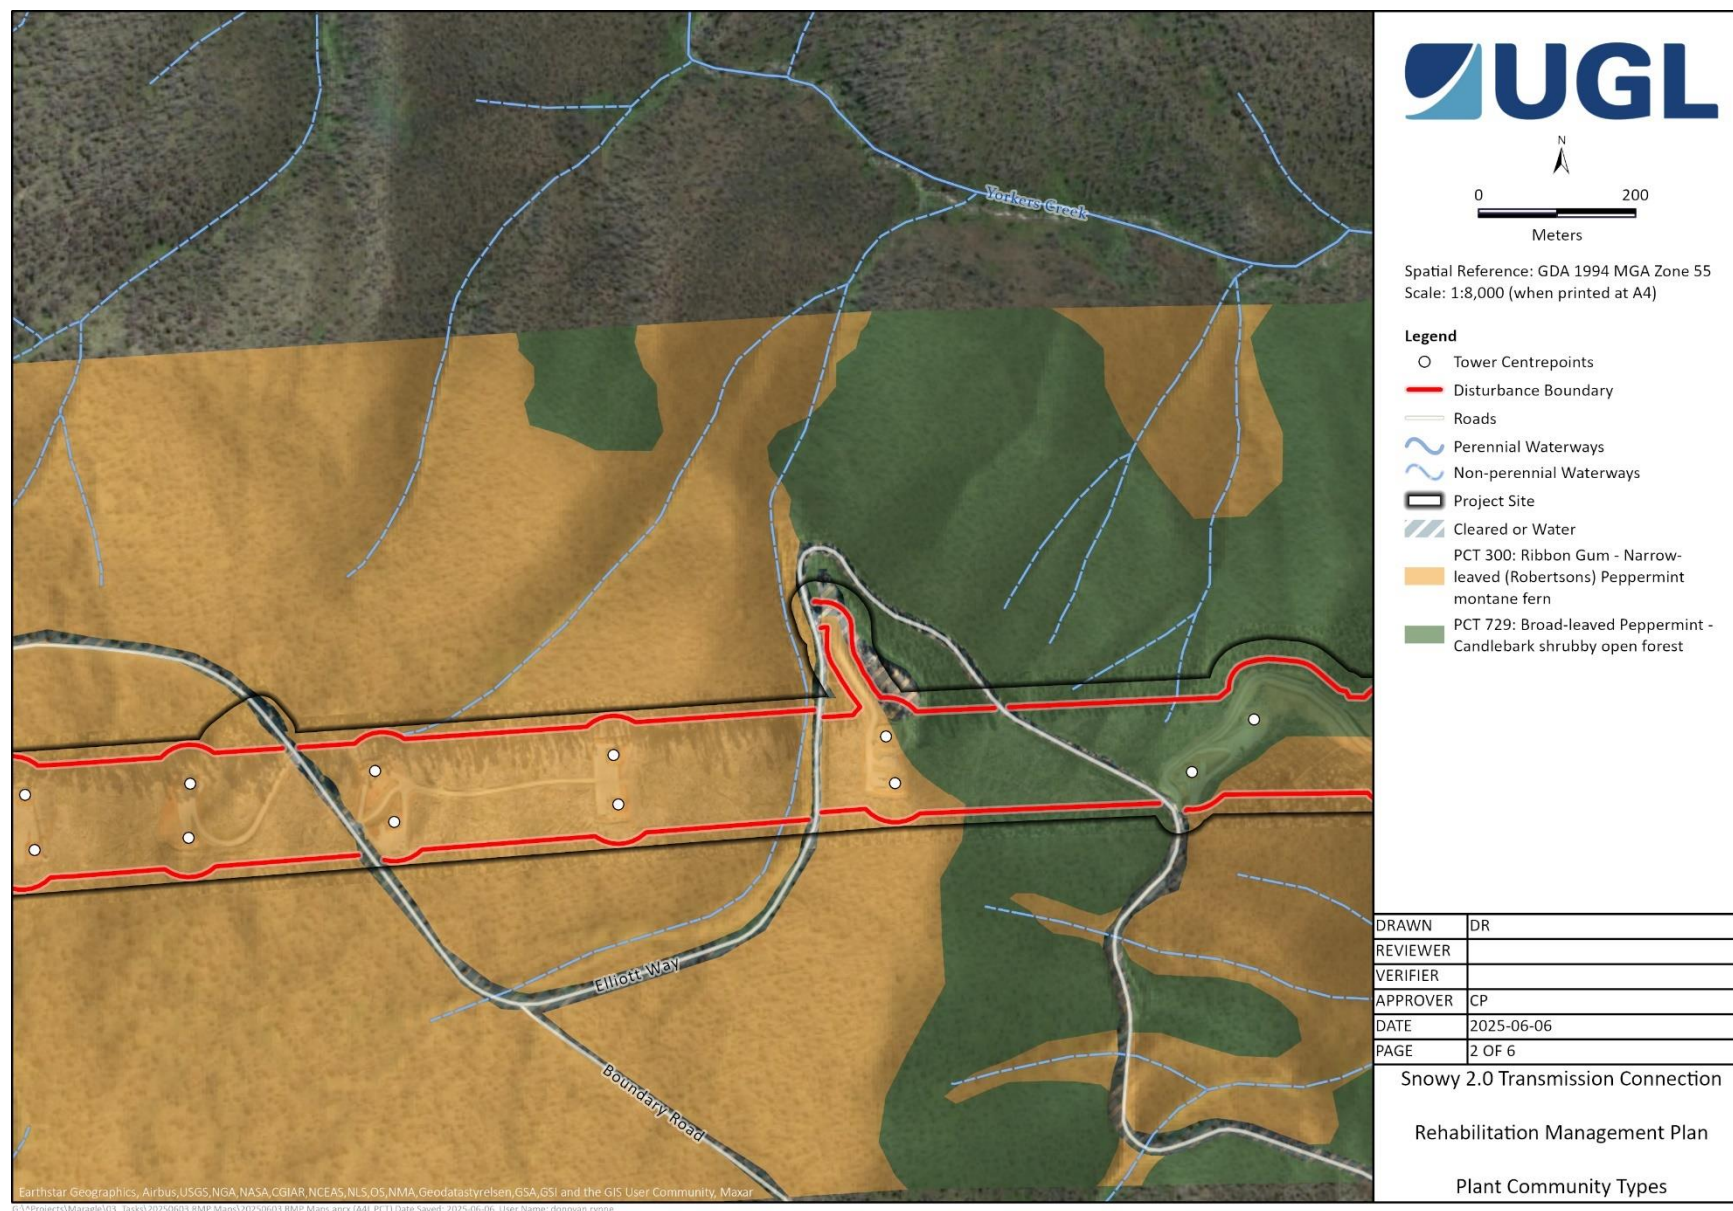 UGL
N
0 200
Meters
Spatial Reference: GDA 1994 MGA Zone 55
Scale: 1:8,000 (when printed at A4)
Legend
Tower Centrepoints
Disturbance Boundary
Roads
Perennial Waterways
Non-perennial Waterways
Project Site
Cleared or Water
PCT 300: Ribbon Gum - Narrow-
leaved (Robertsons) Peppermint
montane fern
PCT 729: Broad-leaved Peppermint -
Candlebark shrubby open forest
Yorkers Creek
Elliott Way
Boundary Road
DRAWN DR
REVIEWER
VERIFIER
APPROVER CP
DATE 2025-06-06
PAGE 2 OF 6
Snowy 2.0 Transmission Connection
Rehabilitation Management Plan
Plant Community Types
Earthstar Geographics, Airbus,USGS,NGA,NASA,CGIAR,NCEAS,NLS,OS,NMA,Geodatastyrelsen,GSA,GSI and the GIS User Community, Maxar